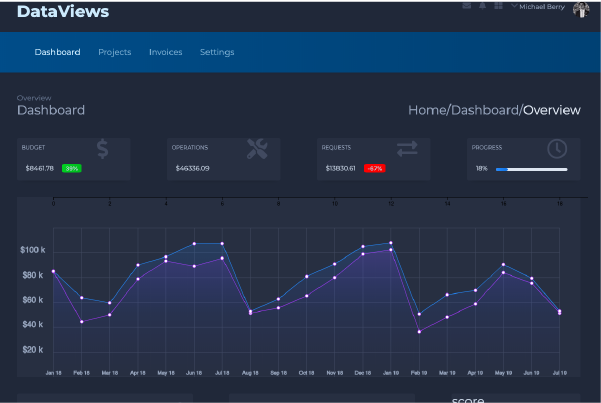 DataViews
Michael Berry
Dashboard Projects Invoices Settings
Overview
Dashboard
Home/Dashboard/Overview
BUDGET
$8461.78 39%
OPERATIONS
$46336.09
REQUESTS
$13830.61 -67%
PROGRESS
18%
0 2 4 6 8 10 12 14 16 18
$100 k
$80 k
$60 k
$40 k
$20 k
Jan 18 Feb 18 Mar 18 Apr 18 May 18 Jun 18 Jul 18 Aug 18 Sep 18 Oct 18 Nov 18 Dec 18 Jan 19 Feb 19 Mar 19 Apr 19 May 19 Jun 19 Jul 19
score